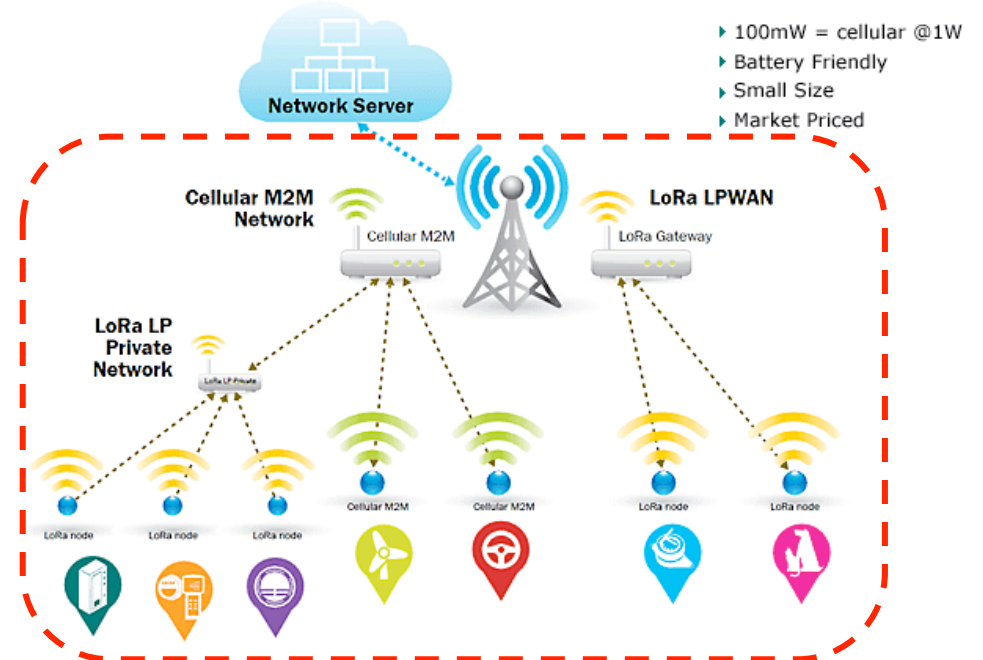 100mW = cellular @1W
Battery Friendly
Small Size
Market Priced
Network Server
Cellular M2M
Network
Cellular M2M
LoRa LPWAN
LoRa Gateway
LoRa LP
Private
Network
LoRa LP Private
Cellular M2M
Cellular M2M
LoRa node
LoRa node
LoRa node
LoRa node
LoRa node